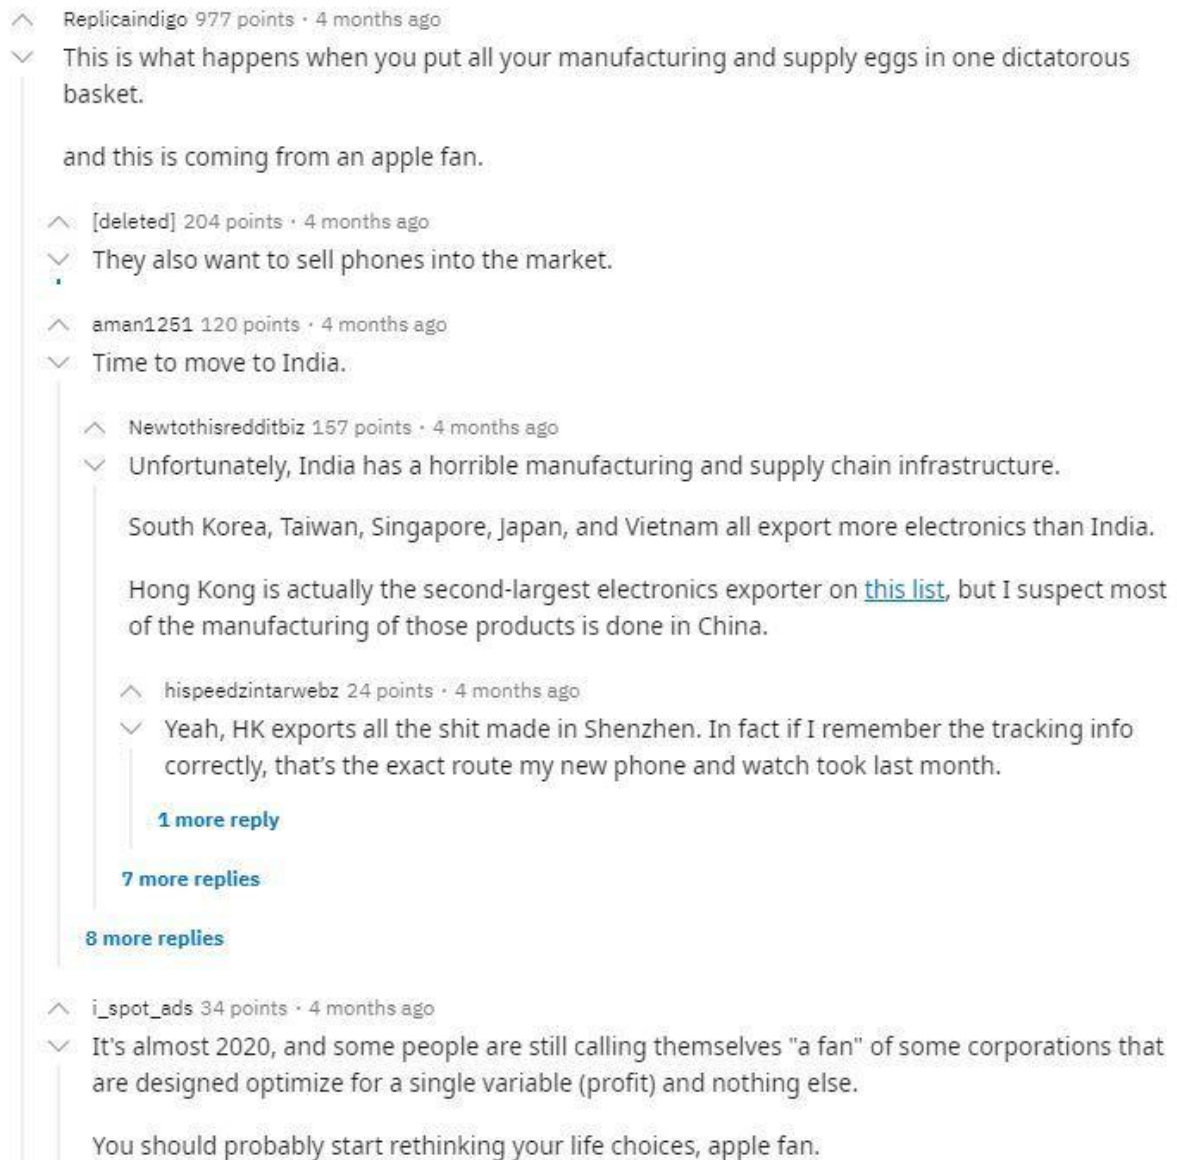 Replicaindigo 977 points · 4 months ago
This is what happens when you put all your manufacturing and supply eggs in one dictatorous
basket.
and this is coming from an apple fan.
[deleted] 204 points · 4 months ago
They also want to sell phones into the market.
aman1251 120 points · 4 months ago
Time to move to India.
Newtothisredditbiz 157 points · 4 months ago
Unfortunately, India has a horrible manufacturing and supply chain infrastructure.
South Korea, Taiwan, Singapore, Japan, and Vietnam all export more electronics than India.
Hong Kong is actually the second-largest electronics exporter on this list, but I suspect most
of the manufacturing of those products is done in China.
hispeedzintarwebz 24 points · 4 months ago
Yeah, HK exports all the shit made in Shenzhen. In fact if I remember the tracking info
correctly, that's the exact route my new phone and watch took last month.
1 more reply
7 more replies
8 more replies
i_spot_ads 34 points · 4 months ago
It's almost 2020, and some people are still calling themselves "a fan" of some corporations that
are designed optimize for a single variable (profit) and nothing else.
You should probably start rethinking your life choices, apple fan.